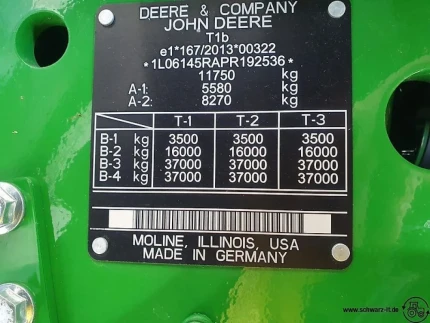 DEERE & COMPANY
JOHN DEERE
T1b
e1*167/2013*00322
*1L06145RAPR192536*
11750 kg
A-1: 5580 kg
A-2: 8270 kg
T-1 T-2 T-3
B-1 kg 3500 3500 3500
B-2 kg 16000 16000 16000
B-3 kg 37000 37000 37000
B-4 kg 37000 37000 37000
MOLINE, ILLINOIS, USA
MADE IN GERMANY
www.schwarz-lt.de